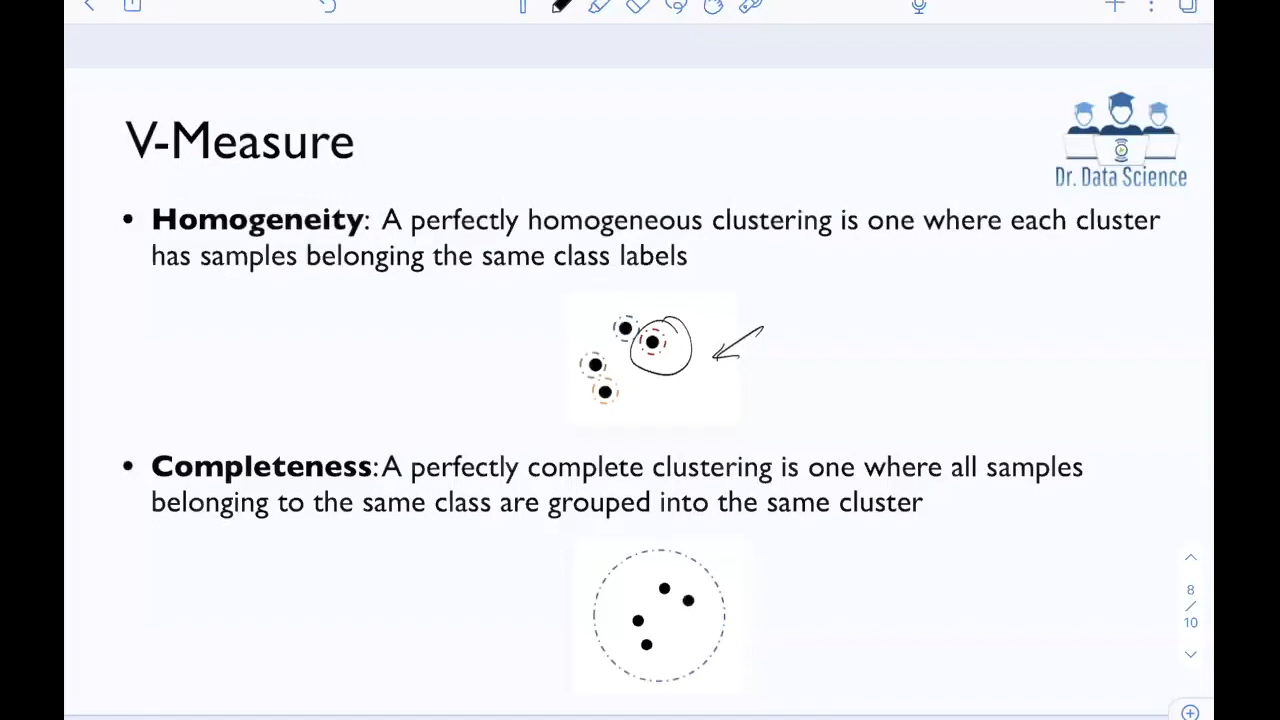 V-Measure
Dr. Data Science
• Homogeneity: A perfectly homogeneous clustering is one where each cluster
has samples belonging the same class labels
• Completeness: A perfectly complete clustering is one where all samples
belonging to the same class are grouped into the same cluster
8
/
10